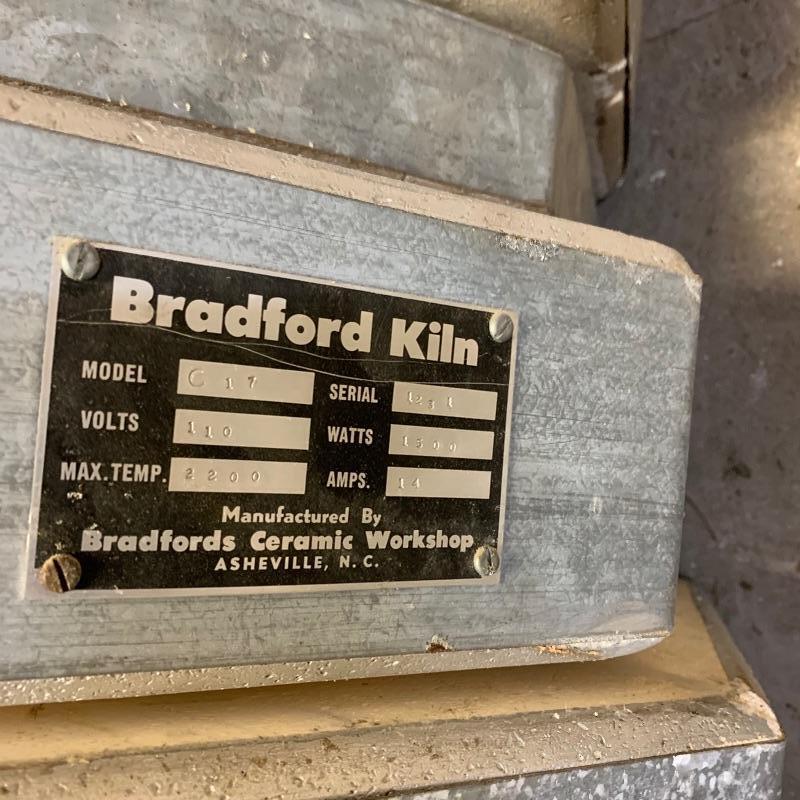 Bradford Kiln
MODEL C 17 SERIAL 1231
VOLTS 110 WATTS 1500
MAX. TEMP. 2200 AMPS. 14
Manufactured By
Bradfords Ceramic Workshop
ASHEVILLE, N. C.